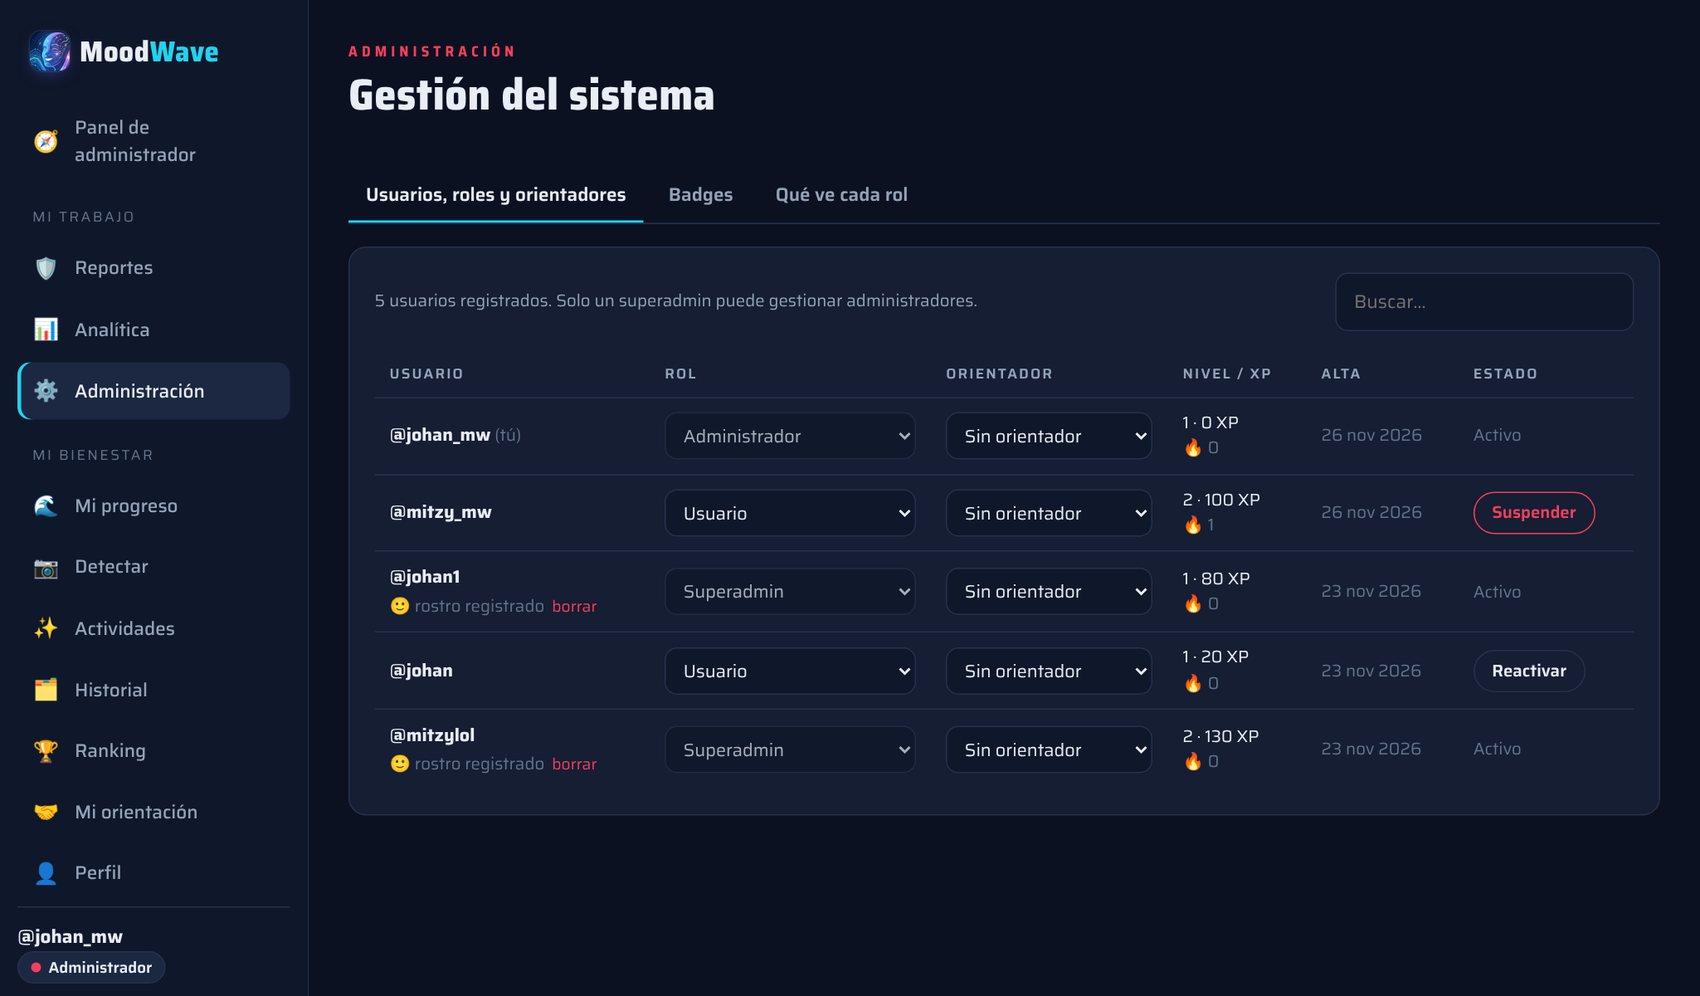 MoodWave
Panel de
administrador
MI TRABAJO
Reportes
Analítica
Administración
MI BIENESTAR
Mi progreso
Detectar
Actividades
Historial
Ranking
Mi orientación
Perfil
@johan_mw
Administrador
ADMINISTRACIÓN
Gestión del sistema
Usuarios, roles y orientadores Badges Qué ve cada rol
5 usuarios registrados. Solo un superadmin puede gestionar administradores. Buscar...
USUARIO ROL ORIENTADOR NIVEL / XP ALTA ESTADO
@johan_mw (tú) Administrador Sin orientador 1 · 0 XP 26 nov 2026 Activo
🔥 0
@mitzy_mw Usuario Sin orientador 2 · 100 XP 26 nov 2026 Suspender
🔥 1
@johan1 Superadmin Sin orientador 1 · 80 XP 23 nov 2026 Activo
🙂 rostro registrado borrar 🔥 0
@johan Usuario Sin orientador 1 · 20 XP 23 nov 2026 Reactivar
🔥 0
@mitzylol Superadmin Sin orientador 2 · 130 XP 23 nov 2026 Activo
🙂 rostro registrado borrar 🔥 0